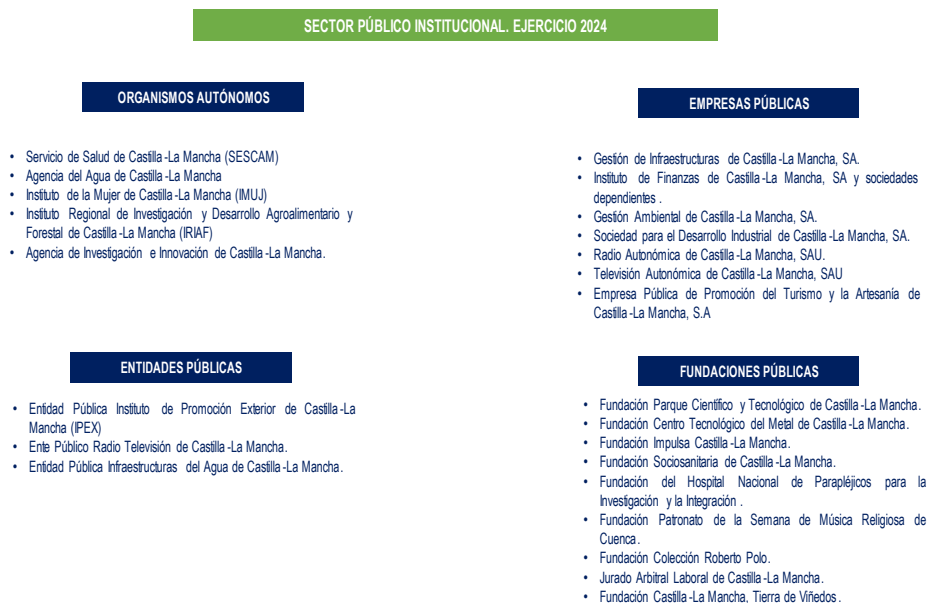 SECTOR PÚBLICO INSTITUCIONAL. EJERCICIO 2024
ORGANISMOS AUTÓNOMOS
• Servicio de Salud de Castilla-La Mancha (SESCAM)
• Agencia del Agua de Castilla-La Mancha
• Instituto de la Mujer de Castilla-La Mancha (IMUJ)
• Instituto Regional de Investigación y Desarrollo Agroalimentario y
Forestal de Castilla-La Mancha (IRIAF)
• Agencia de Investigación e Innovación de Castilla-La Mancha.
EMPRESAS PÚBLICAS
• Gestión de Infraestructuras de Castilla-La Mancha, SA.
• Instituto de Finanzas de Castilla-La Mancha, SA y sociedades
dependientes.
• Gestión Ambiental de Castilla-La Mancha, SA.
• Sociedad para el Desarrollo Industrial de Castilla-La Mancha, SA.
• Radio Autonómica de Castilla-La Mancha, SAU.
• Televisión Autonómica de Castilla-La Mancha, SAU
• Empresa Pública de Promoción del Turismo y la Artesanía de
Castilla-La Mancha, S.A
ENTIDADES PÚBLICAS
• Entidad Pública Instituto de Promoción Exterior de Castilla-La
Mancha (IPEX)
• Ente Público Radio Televisión de Castilla-La Mancha.
• Entidad Pública Infraestructuras del Agua de Castilla-La Mancha.
FUNDACIONES PÚBLICAS
• Fundación Parque Científico y Tecnológico de Castilla-La Mancha.
• Fundación Centro Tecnológico del Metal de Castilla-La Mancha.
• Fundación Impulsa Castilla-La Mancha.
• Fundación Sociosanitaria de Castilla-La Mancha.
• Fundación del Hospital Nacional de Parapléjicos para la
Investigación y la Integración.
• Fundación Patronato de la Semana de Música Religiosa de
Cuenca.
• Fundación Colección Roberto Polo.
• Jurado Arbitral Laboral de Castilla-La Mancha.
• Fundación Castilla-La Mancha, Tierra de Viñedos.